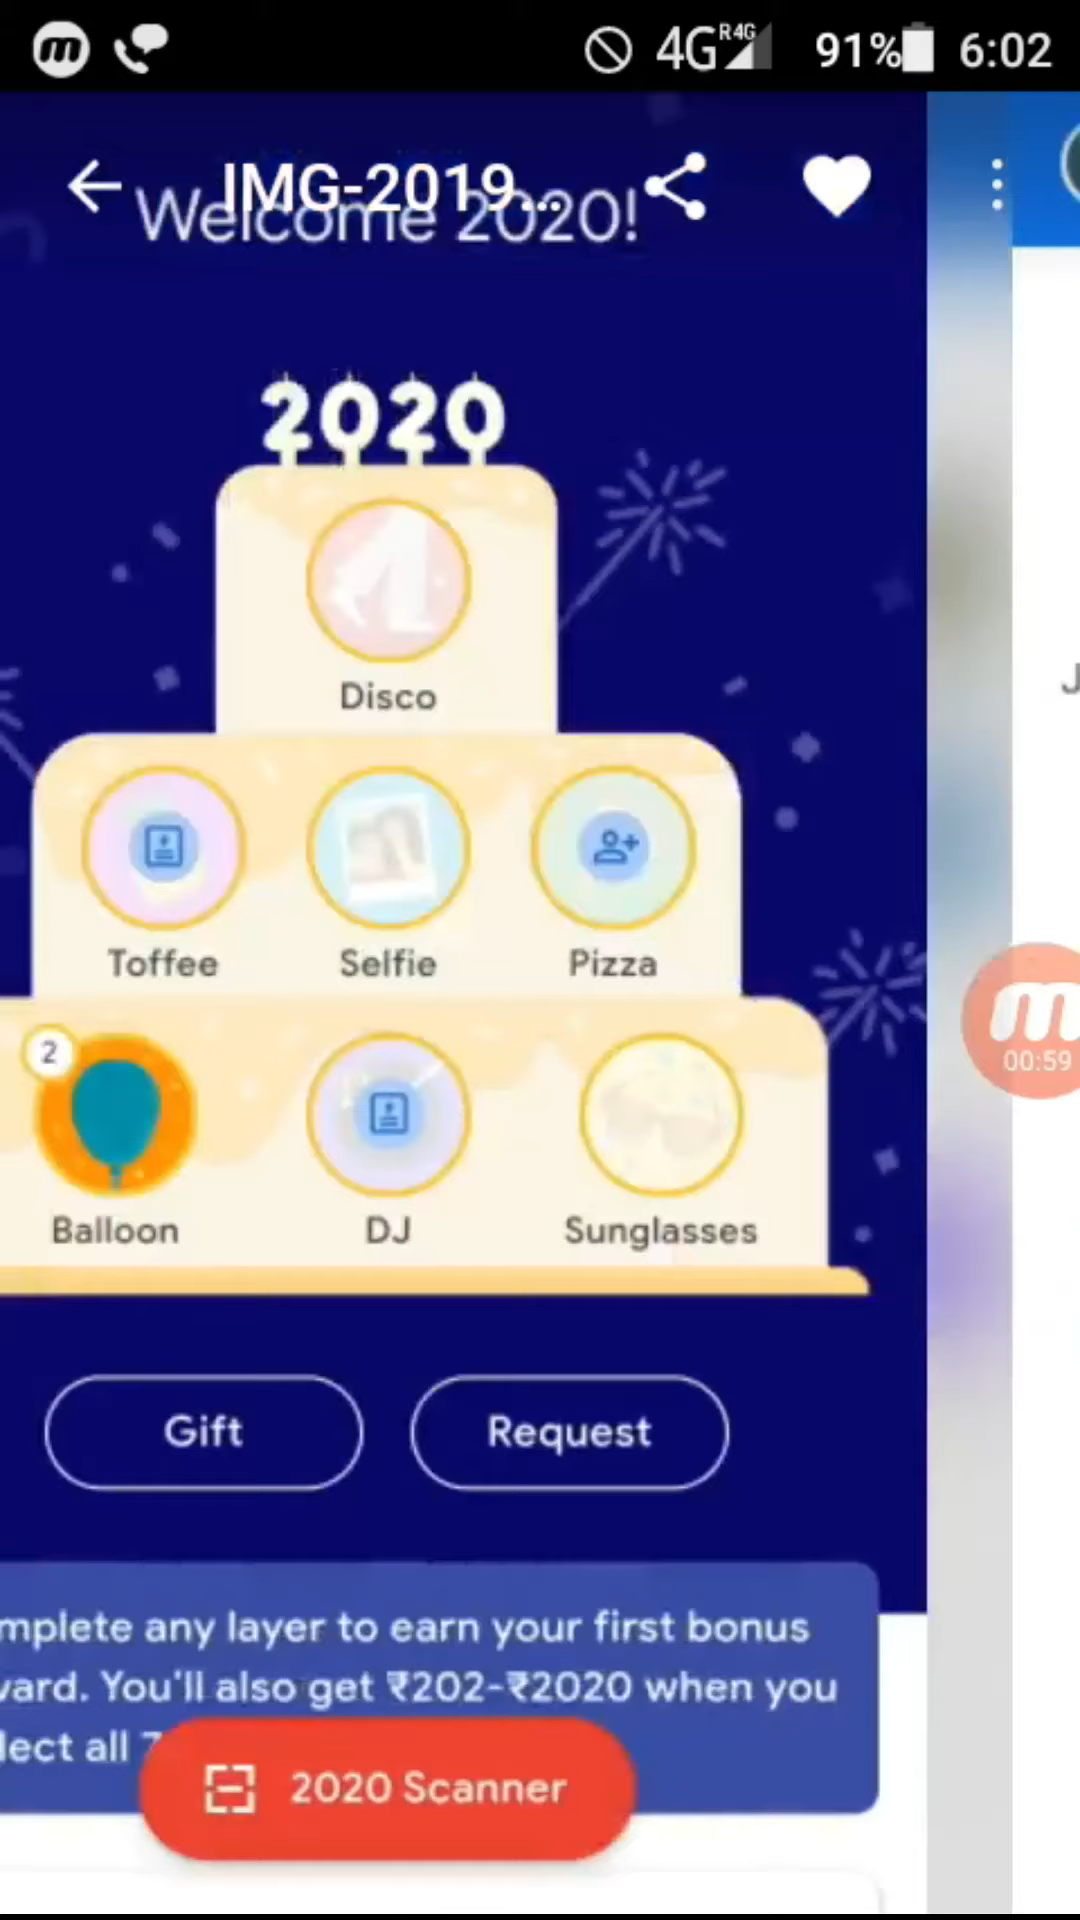 4G R4G 91% 6:02
IMG-2019...
Welcome 2020!
2020
Disco
Toffee Selfie Pizza
2
Balloon DJ Sunglasses
00:59
Gift Request
mplete any layer to earn your first bonus
vard. You'll also get ₹202-₹2020 when you
lect all
2020 Scanner